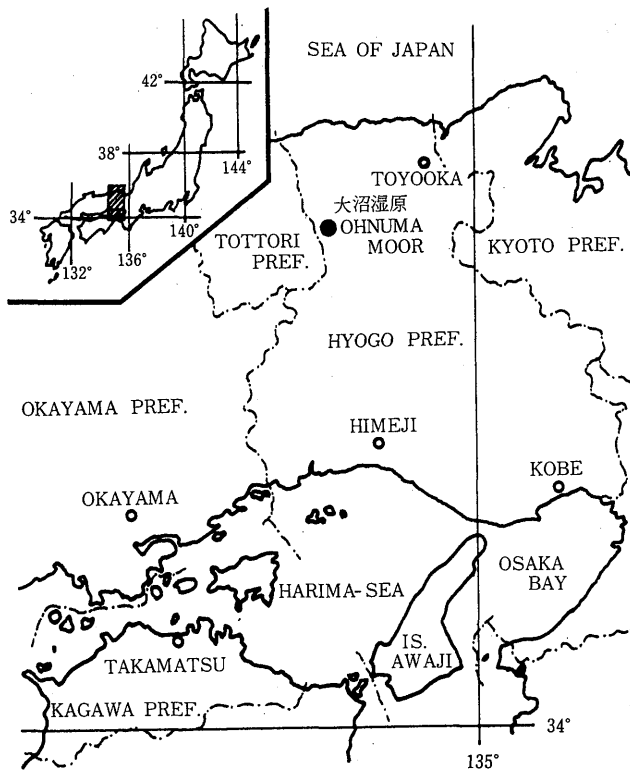 SEA OF JAPAN
42°
38°
144°
34°
140°
132°
136°
TOYOOKA
大沼湿原
OHNUMA
MOOR
TOTTORI
PREF.
KYOTO PREF.
HYOGO PREF.
OKAYAMA PREF.
HIMEJI
KOBE
OKAYAMA
OSAKA
BAY
HARIMA-SEA
IS.
AWAJI
TAKAMATSU
KAGAWA PREF.
34°
135°